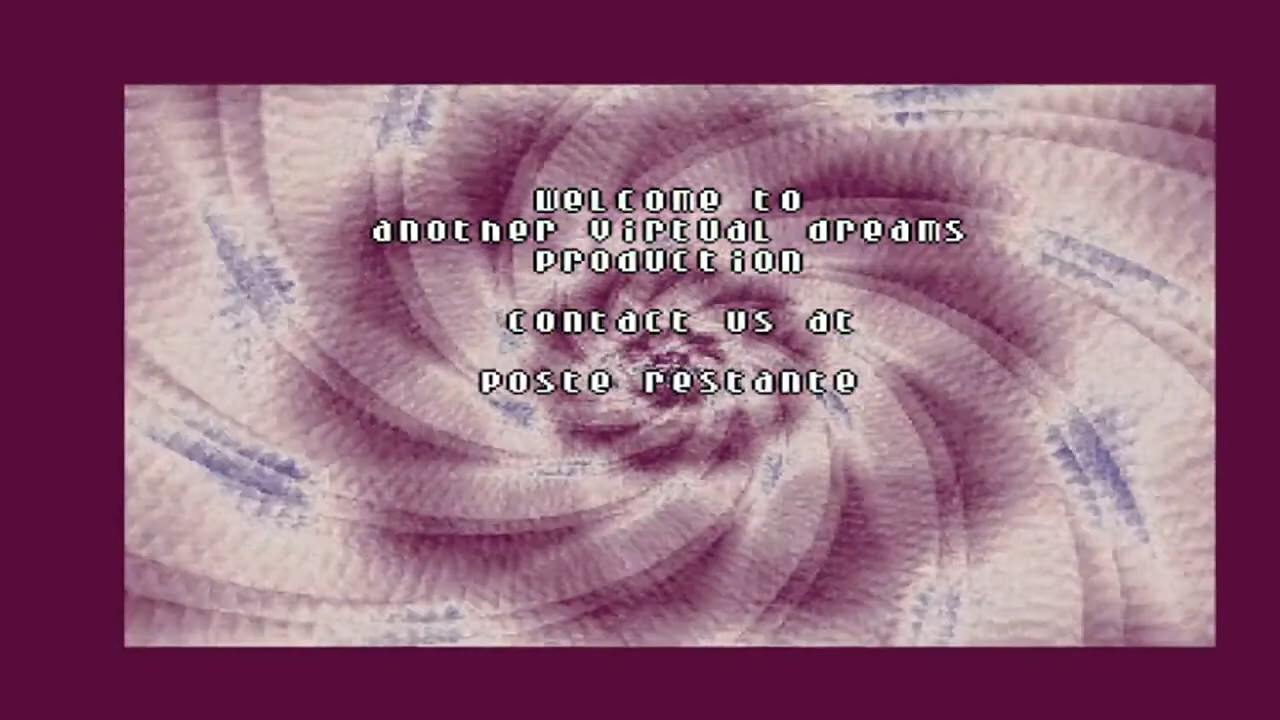 welcome to
another virtual dreams
production
contact us at
poste restante